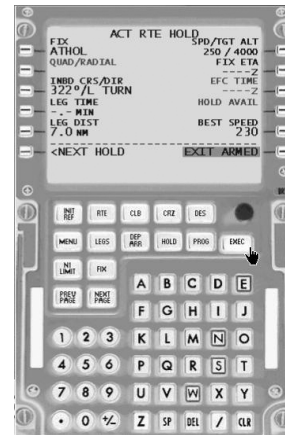 ACT RTE HOLD
FIX SPD/TGT ALT
ATHOL 250 / 4000
QUAD/RADIAL FIX ETA
----Z
INBD CRS/DIR EFC TIME
322°/L TURN ----Z
LEG TIME HOLD AVAIL
-.- MIN
LEG DIST BEST SPEED
7.0 NM 230
<NEXT HOLD EXIT ARMED
INIT REF RTE CLB CRZ DES
MENU LEGS DEP ARR HOLD PROG EXEC
N1 LIMIT FIX
PREV PAGE NEXT PAGE
A B C D E
F G H I J
1 2 3 K L M N O
4 5 6 P Q R S T
7 8 9 U V W X Y
. 0 +/- Z SP DEL / CLR